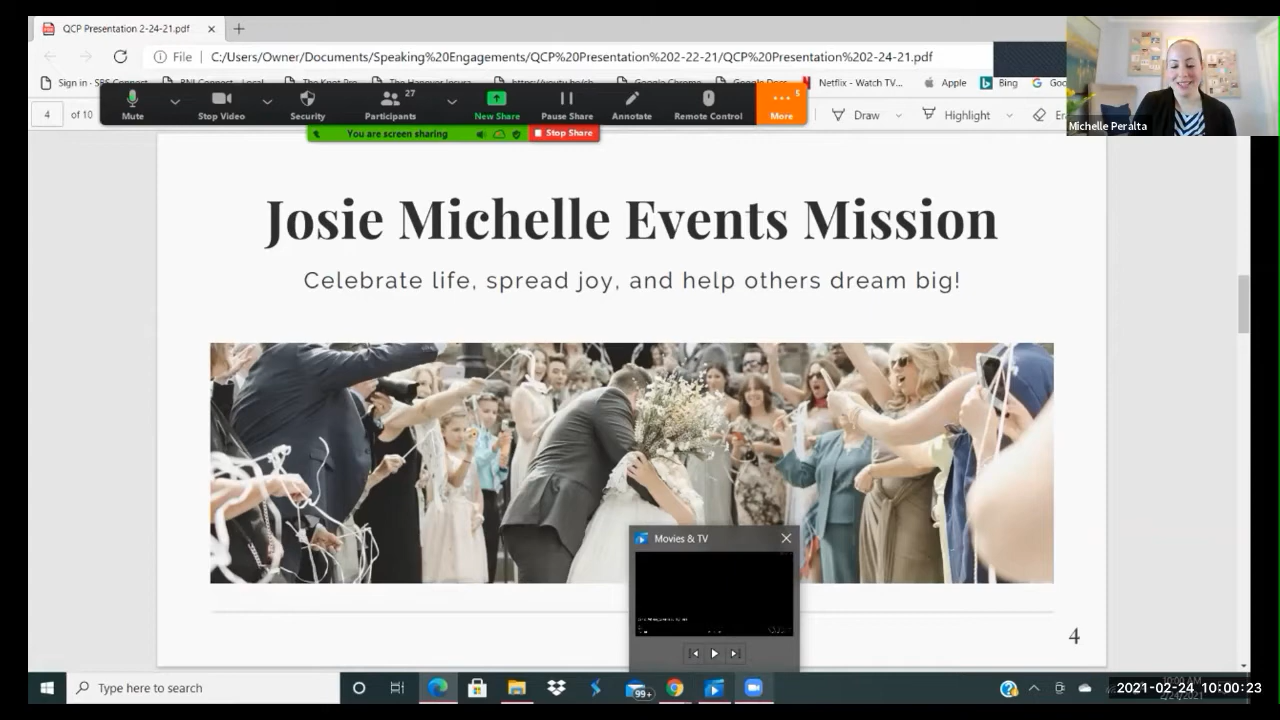 QCP Presentation 2-24-21.pdf
File C:/Users/Owner/Documents/Speaking%20Engagements/QCP%20Presentation%202-22-21/QCP%20Presentation%202-24-21.pdf
Netflix - Watch TV... Apple Bing
4 of 10
27
5
Mute Stop Video Security Participants New Share Pause Share Annotate Remote Control More
Draw Highlight
You are screen sharing Stop Share
Michelle Peralta
Josie Michelle Events Mission
Celebrate life, spread joy, and help others dream big!
Movies & TV
4
Type here to search
99+
2021-02-24 10:00:23